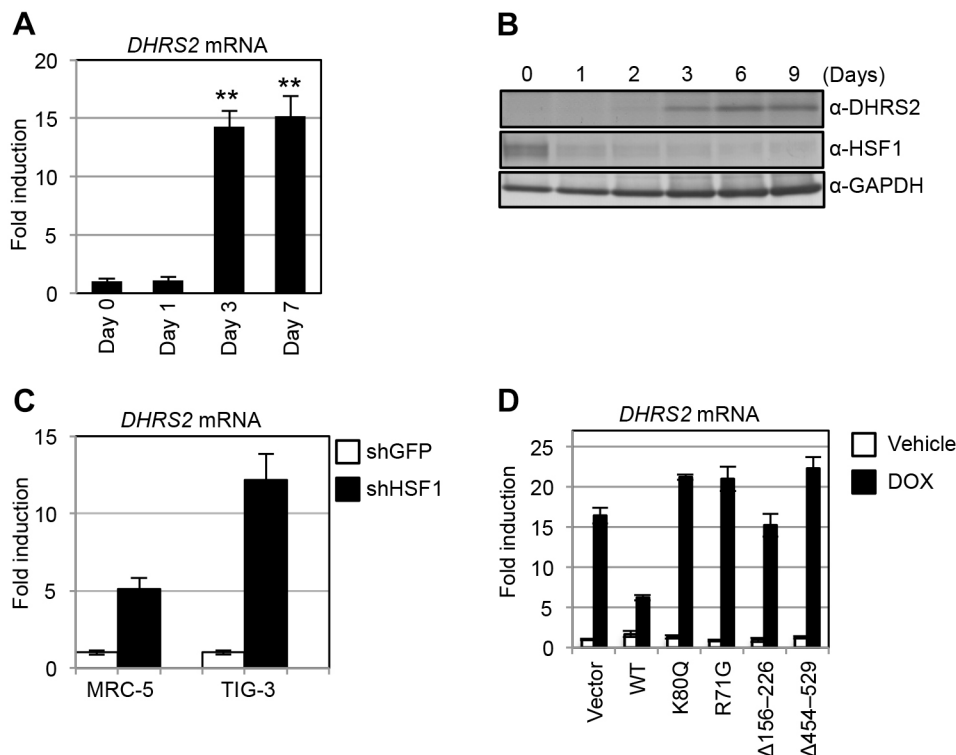 A
DHRS2 mRNA
Fold induction
20
15
10
5
0
** **
Day 0 Day 1 Day 3 Day 7
B
0 1 2 3 6 9 (Days)
α-DHRS2
α-HSF1
α-GAPDH
C
DHRS2 mRNA
Fold induction
15
10
5
0
MRC-5 TIG-3
shGFP
shHSF1
D
DHRS2 mRNA
Fold induction
25
20
15
10
5
0
Vector WT K80Q R71G Δ156–226 Δ454–529
Vehicle
DOX